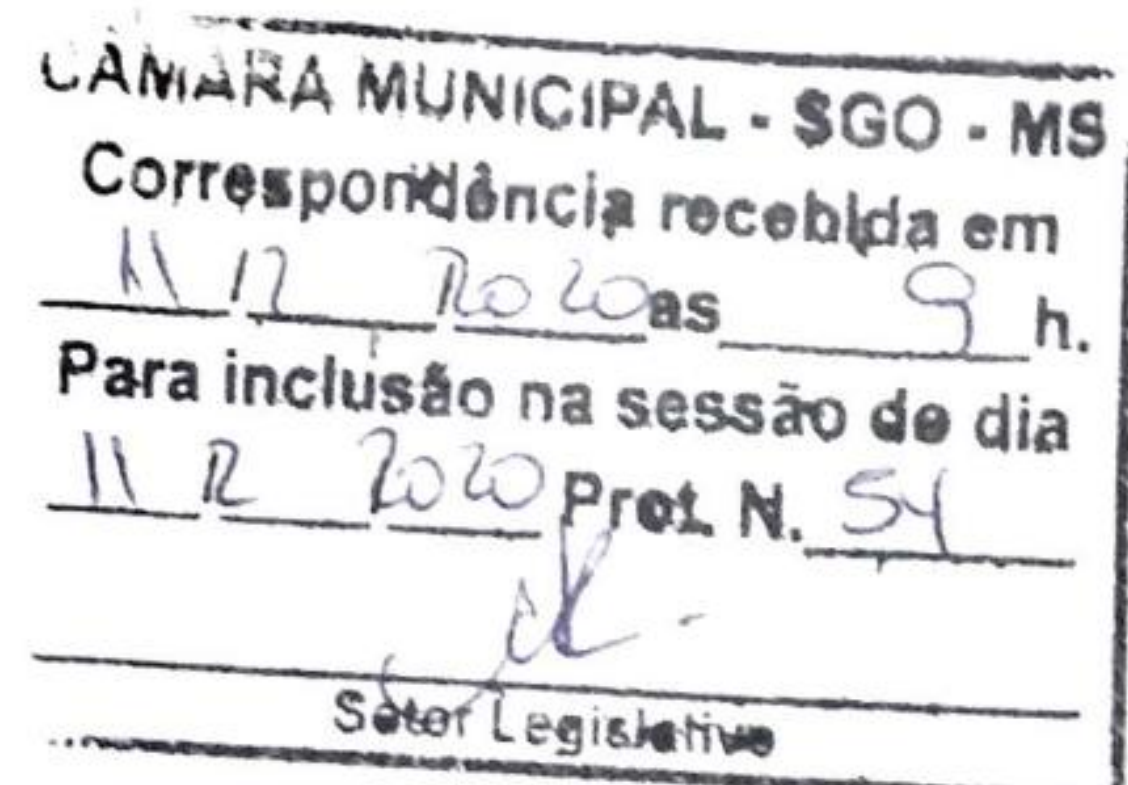 CÂMARA MUNICIPAL - SGO - MS
Correspondência recebida em
11 12 2020 as 9 h.
Para inclusão na sessão de dia
11 12 2020 Prot. N. 54
Setor Legislativo